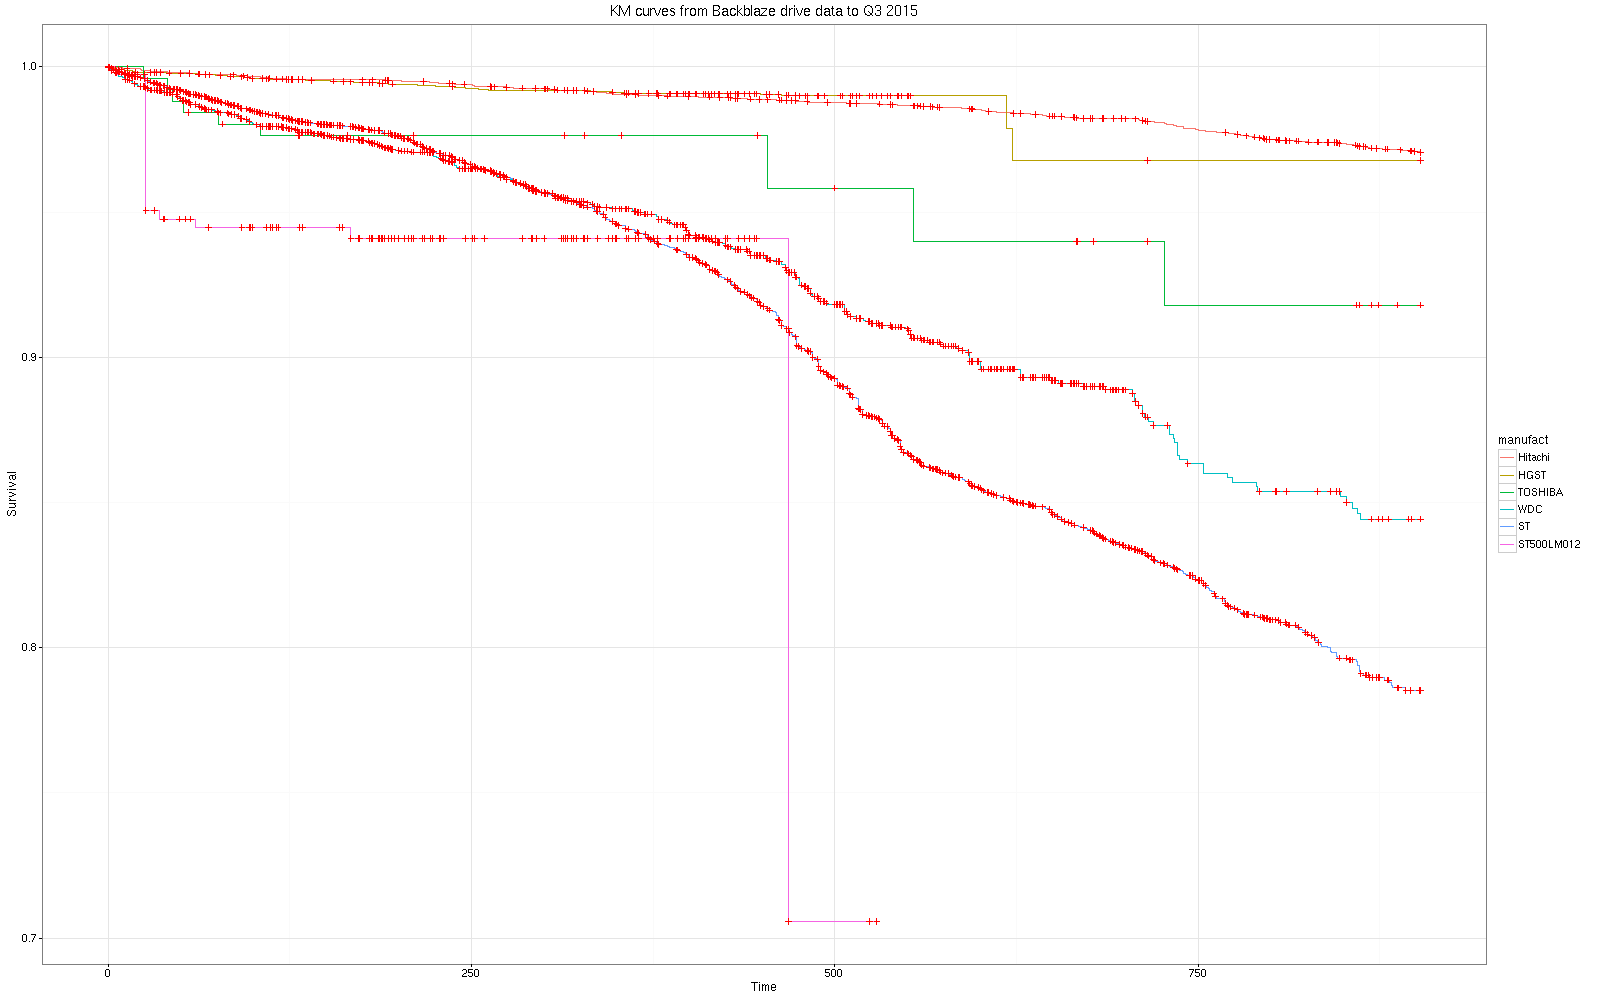 KM curves from Backblaze drive data to Q3 2015
1.0
0.9
0.8
0.7
Survival
0
250
500
750
Time
manufact
Hitachi
HGST
TOSHIBA
WDC
ST
ST500LM012